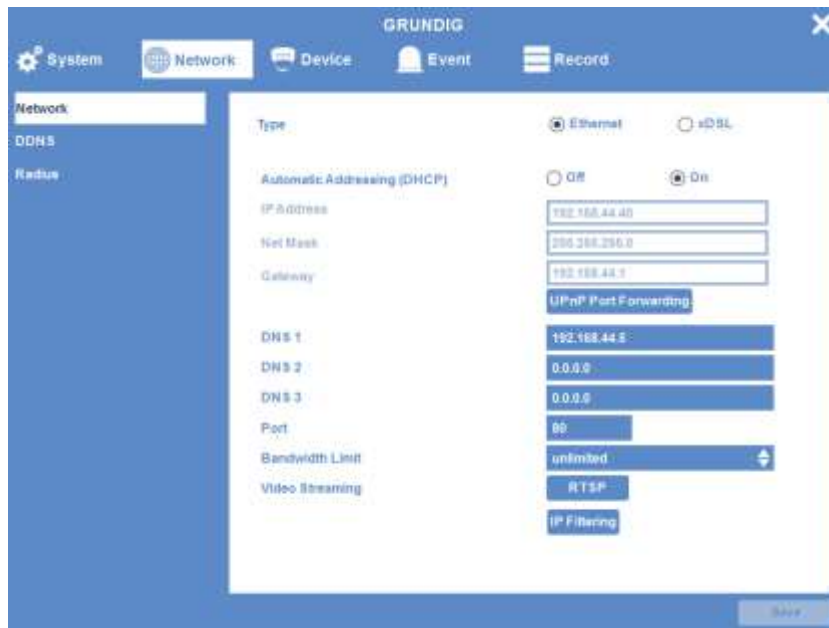 GRUNDIG
System Network Device Event Record
Network
DDNS
Radius
Type Ethernet xDSL
Automatic Addressing (DHCP) Off On
IP Address 192.168.44.40
Net Mask 255.255.255.0
Gateway 192.168.44.1
UPnP Port Forwarding
DNS 1 192.168.44.5
DNS 2 0.0.0.0
DNS 3 0.0.0.0
Port 80
Bandwidth Limit unlimited
Video Streaming RTSP
IP Filtering
Save